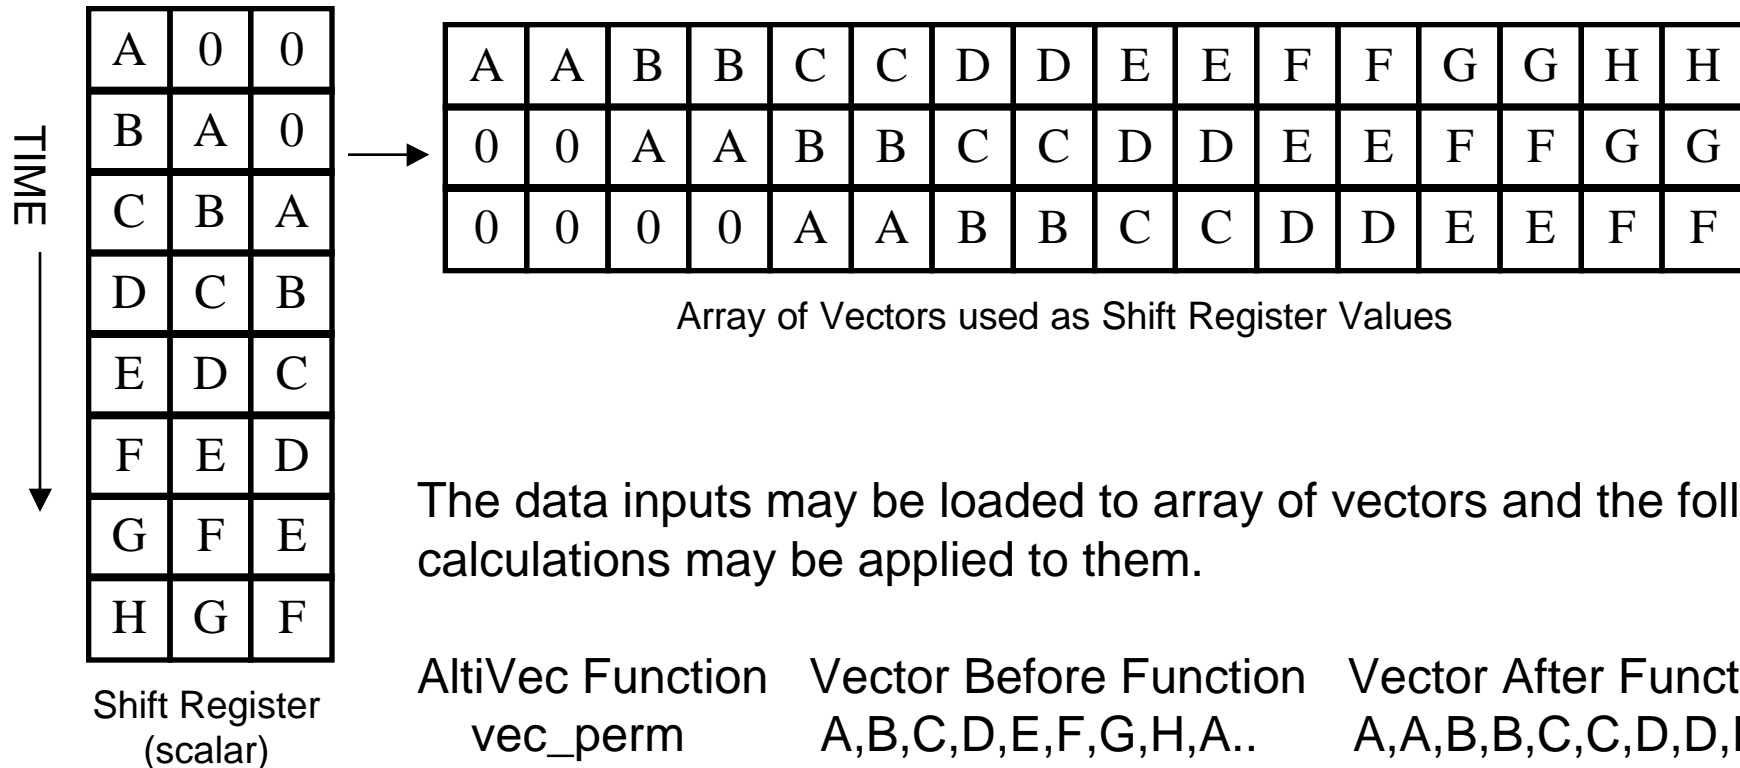 A 0 0
B A 0
C B A
D C B
E D C
F E D
G F E
H G F
TIME
Shift Register
(scalar)
A A B B C C D D E E F F G G H H
0 0 A A B B C C D D E E F F G G
0 0 0 0 A A B B C C D D E E F F
Array of Vectors used as Shift Register Values
The data inputs may be loaded to array of vectors and the foll
calculations may be applied to them.
AltiVec Function Vector Before Function Vector After Funct
vec_perm A,B,C,D,E,F,G,H,A.. A,A,B,B,C,C,D,D,